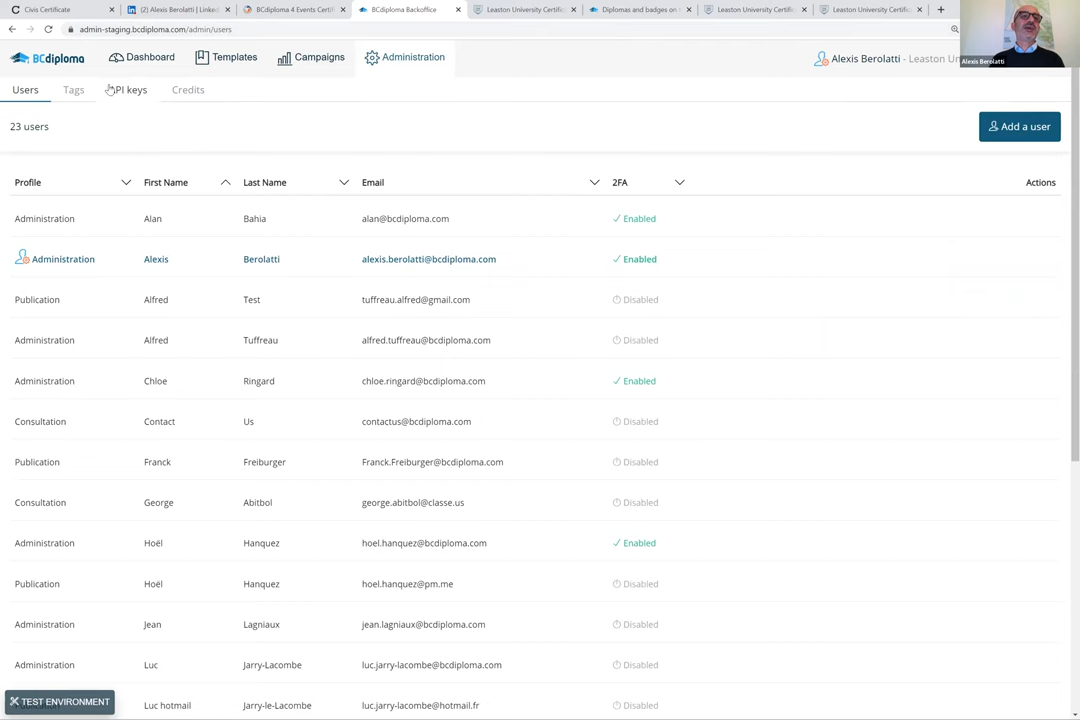 Civis Certificate
(2) Alexis Berolatti | Linked
BCdiploma 4 Events Certif
BCdiploma Backoffice
Leaston University Certific
Diplomas and badges on
Leaston University Certific
Leaston University Certific
admin-staging.bcdiploma.com/admin/users
BCdiploma
Dashboard
Templates
Campaigns
Administration
Alexis Berolatti - Leaston Un
Alexis Berolatti
Users
Tags
API keys
Credits
23 users
Add a user
Profile First Name Last Name Email 2FA Actions
Administration Alan Bahia alan@bcdiploma.com Enabled
Administration Alexis Berolatti alexis.berolatti@bcdiploma.com Enabled
Publication Alfred Test tuffreau.alfred@gmail.com Disabled
Administration Alfred Tuffreau alfred.tuffreau@bcdiploma.com Disabled
Administration Chloe Ringard chloe.ringard@bcdiploma.com Enabled
Consultation Contact Us contactus@bcdiploma.com Disabled
Publication Franck Freiburger Franck.Freiburger@bcdiploma.com Disabled
Consultation George Abitbol george.abitbol@classe.us Disabled
Administration Hoël Hanquez hoel.hanquez@bcdiploma.com Enabled
Publication Hoël Hanquez hoel.hanquez@pm.me Disabled
Administration Jean Lagniaux jean.lagniaux@bcdiploma.com Disabled
Administration Luc Jarry-Lacombe luc.jarry-lacombe@bcdiploma.com Disabled
Luc hotmail Jarry-le-Lacombe luc.jarry-lacombe@hotmail.fr Disabled
TEST ENVIRONMENT